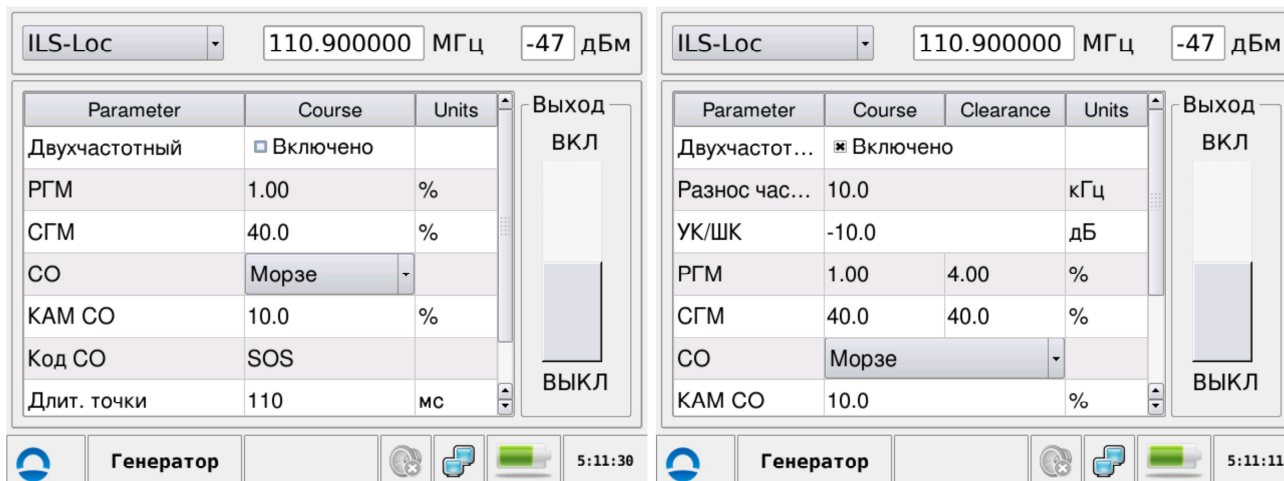 ILS-Loc 110.900000 МГц -47 дБм
Parameter Course Units Выход
Двухчастотный Включено ВКЛ
РГМ 1.00 %
СГМ 40.0 %
СО Морзе
КАМ СО 10.0 %
Код СО SOS
Длит. точки 110 мс ВЫКЛ
Генератор 5:11:30
ILS-Loc 110.900000 МГц -47 дБм
Parameter Course Clearance Units Выход
Двухчастот... Включено ВКЛ
Разнос час... 10.0 кГц
УК/ШК -10.0 дБ
РГМ 1.00 4.00 %
СГМ 40.0 40.0 %
СО Морзе
КАМ СО 10.0 % ВЫКЛ
Генератор 5:11:11